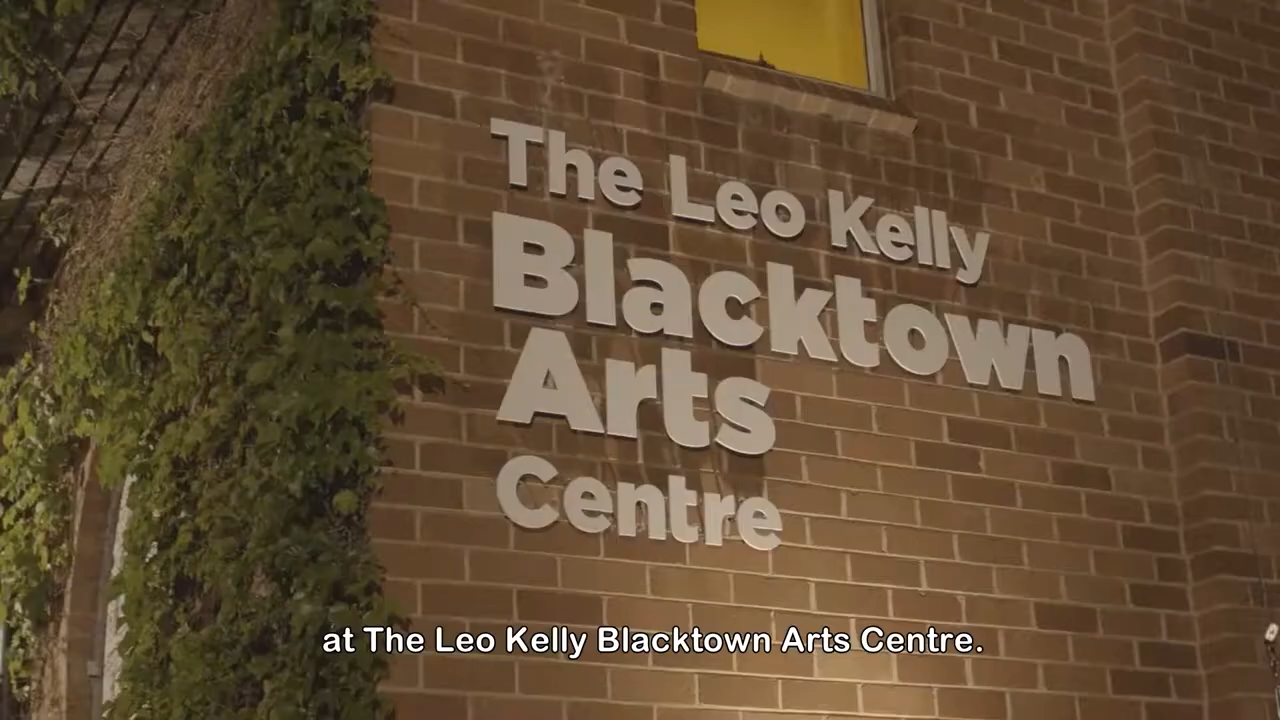 The Leo Kelly
Blacktown
Arts
Centre
at The Leo Kelly Blacktown Arts Centre.